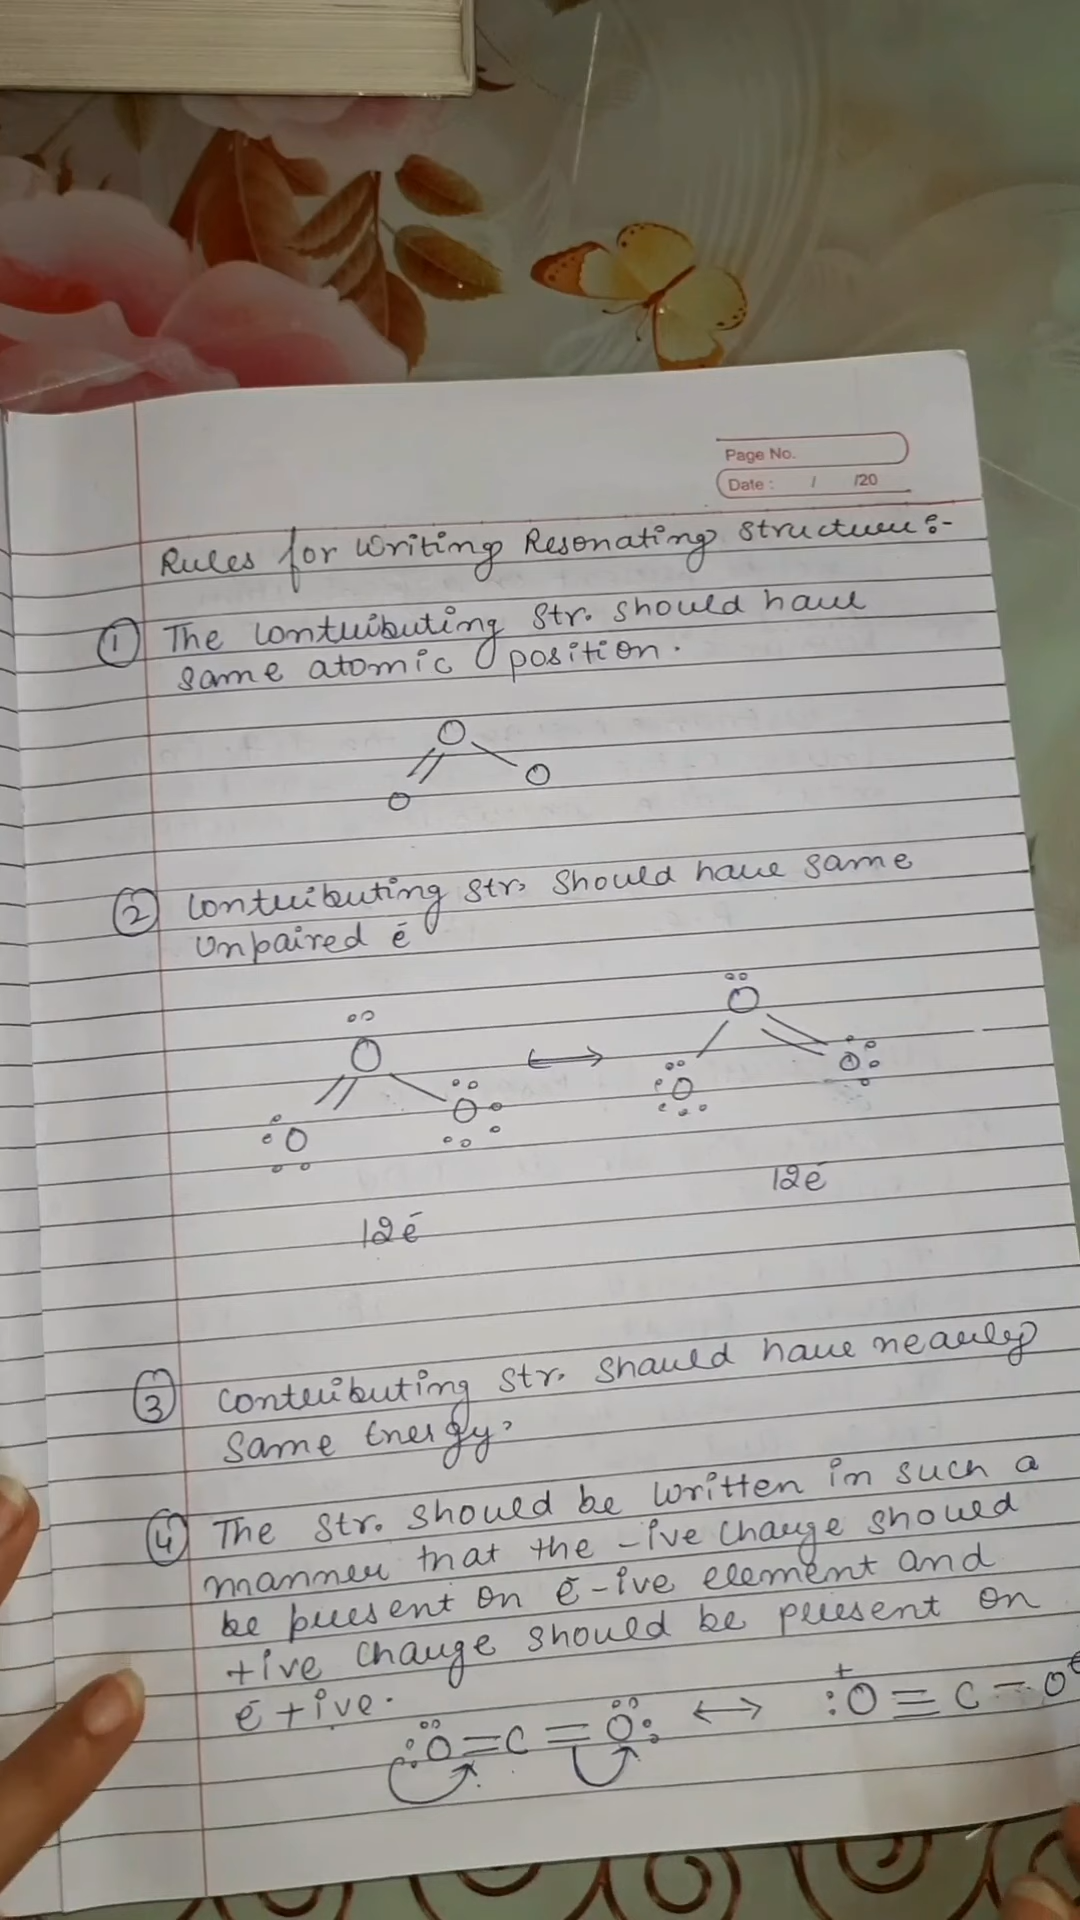 Page No.
Date : / /20
Rules for Writing Resonating Structure :-
① The Contributing Str. should have
same atomic position.
O
O O
② Contributing Str. should have same
Unpaired ē
O ⟷ O
O O O O
12ē
12ē
③ Contributing Str. should have nearly
same Energy.
④ The Str. should be written in such a
manner that the -ive charge should
be present on ē-ive element and
+ive charge should be present on
ē +ive.
:Ö=C=Ö: ⟷ :O⁺≡C-O